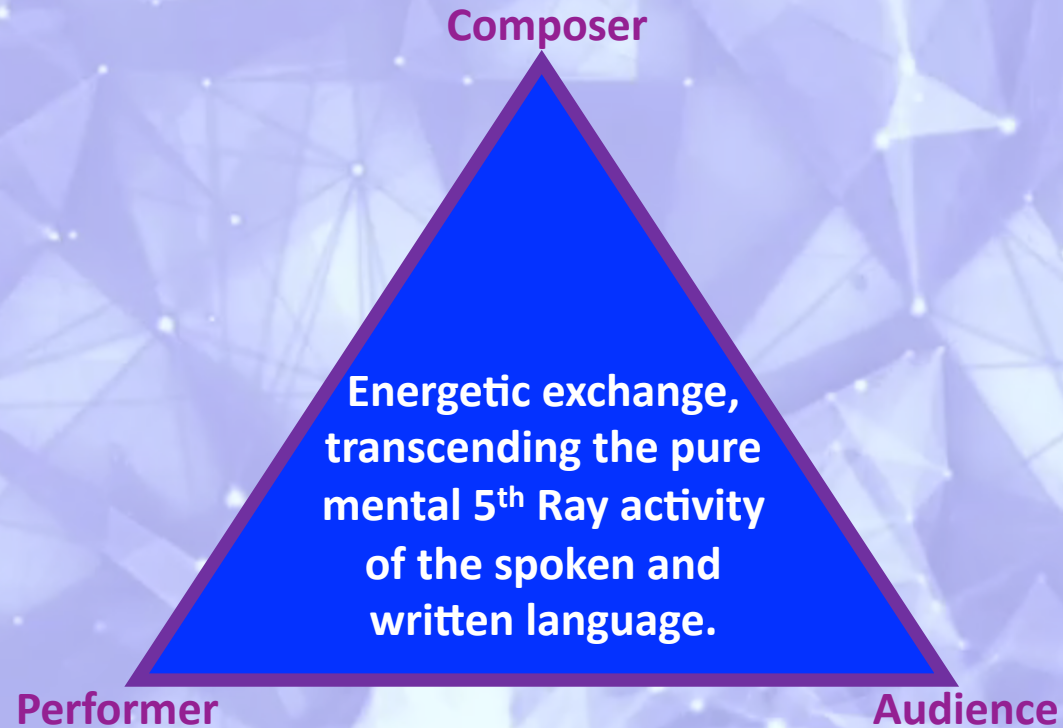 Composer
Energetic exchange,
transcending the pure
mental 5th Ray activity
of the spoken and
written language.
Performer
Audience